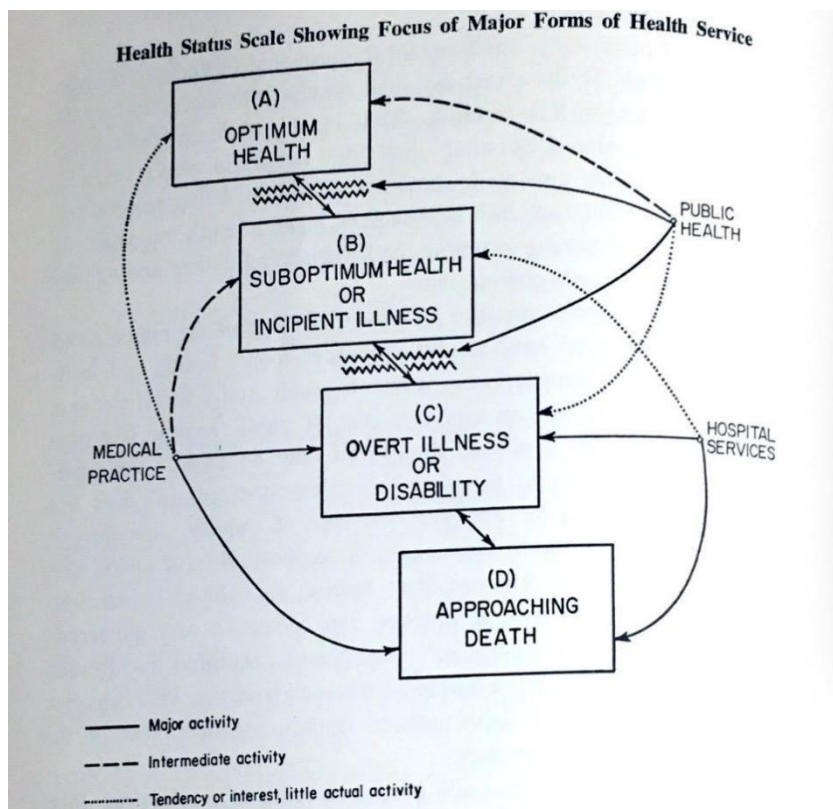 Health Status Scale Showing Focus of Major Forms of Health Service
(A)
OPTIMUM
HEALTH
PUBLIC
HEALTH
(B)
SUBOPTIMUM HEALTH
OR
INCIPIENT ILLNESS
(C)
OVERT ILLNESS
OR
DISABILITY
MEDICAL
PRACTICE
HOSPITAL
SERVICES
(D)
APPROACHING
DEATH
Major activity
Intermediate activity
Tendency or interest, little actual activity